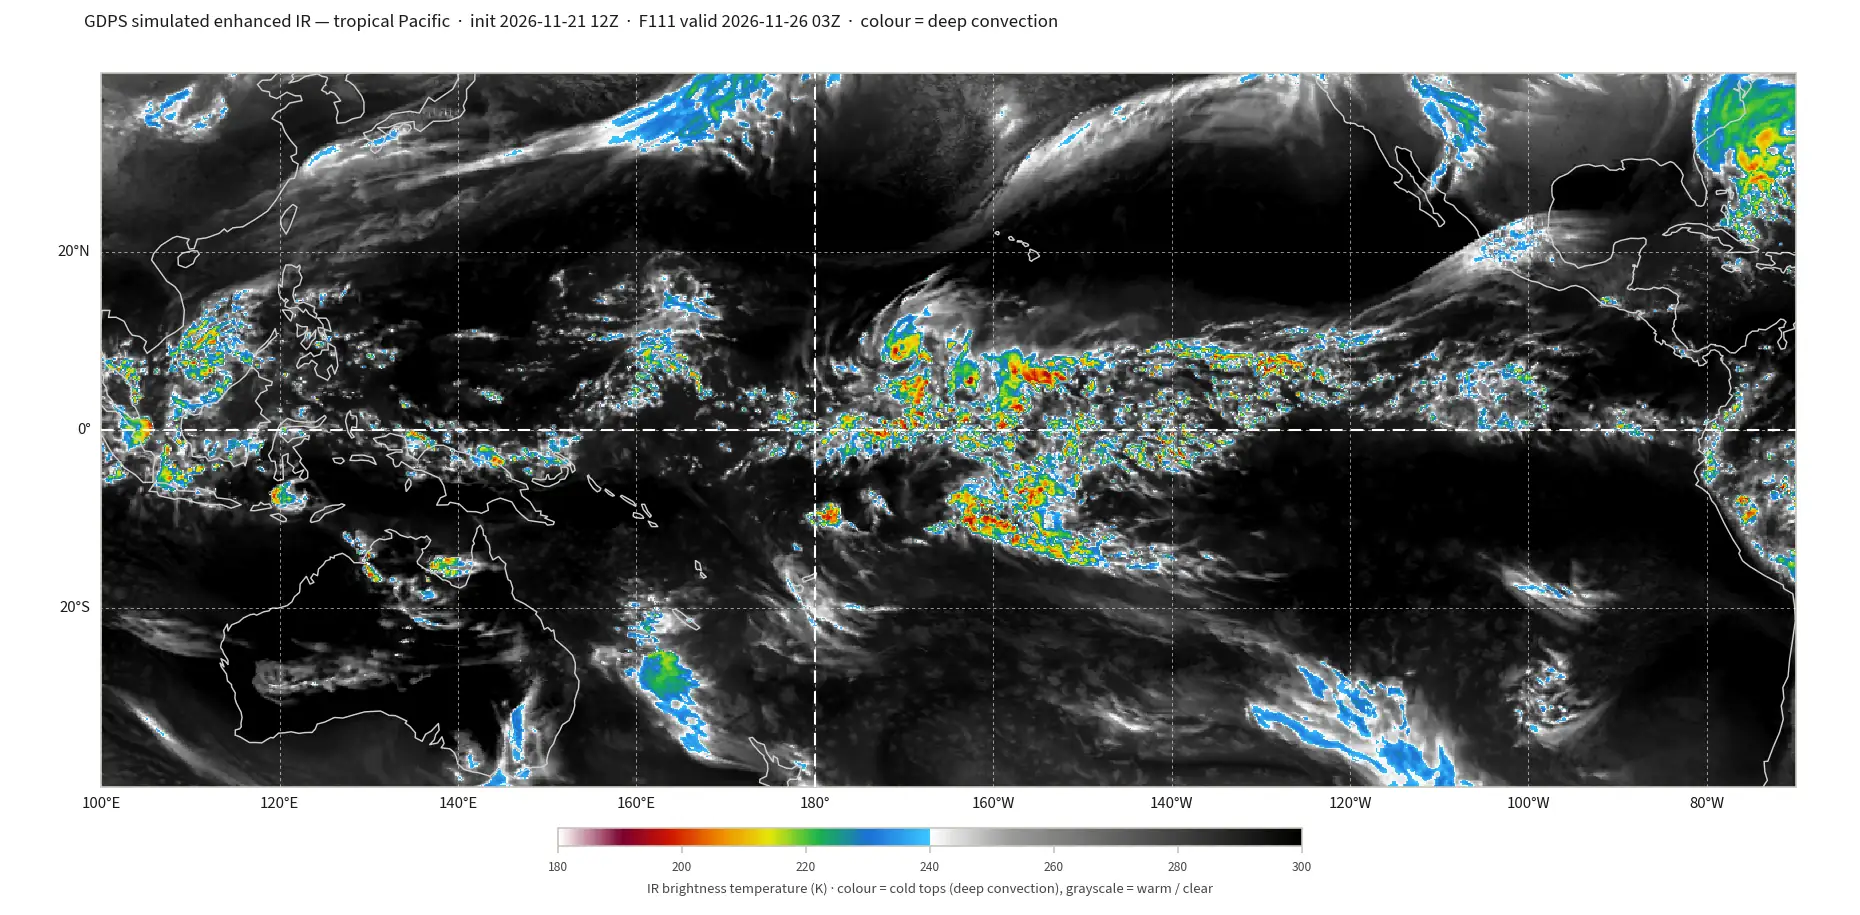 GDPS simulated enhanced IR — tropical Pacific · init 2026-11-21 12Z · F111 valid 2026-11-26 03Z · colour = deep convection
20°N
0°
20°S
100°E 120°E 140°E 160°E 180° 160°W 140°W 120°W 100°W 80°W
180 200 220 240 260 280 300
IR brightness temperature (K) · colour = cold tops (deep convection), grayscale = warm / clear